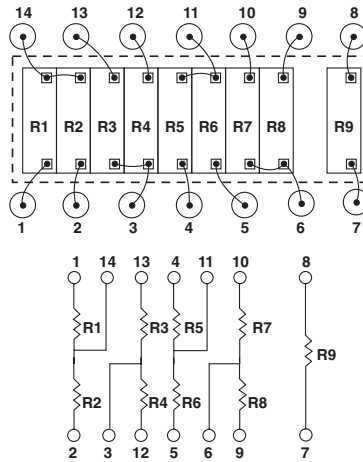 14 13 12 11 10 9 8
R1 R2 R3 R4 R5 R6 R7 R8 R9
1 2 3 4 5 6 7
1 14 13 4 11 10 8
R1 R3 R5 R7
R9
R2 R4 R6 R8
2 3 12 5 6 9 7